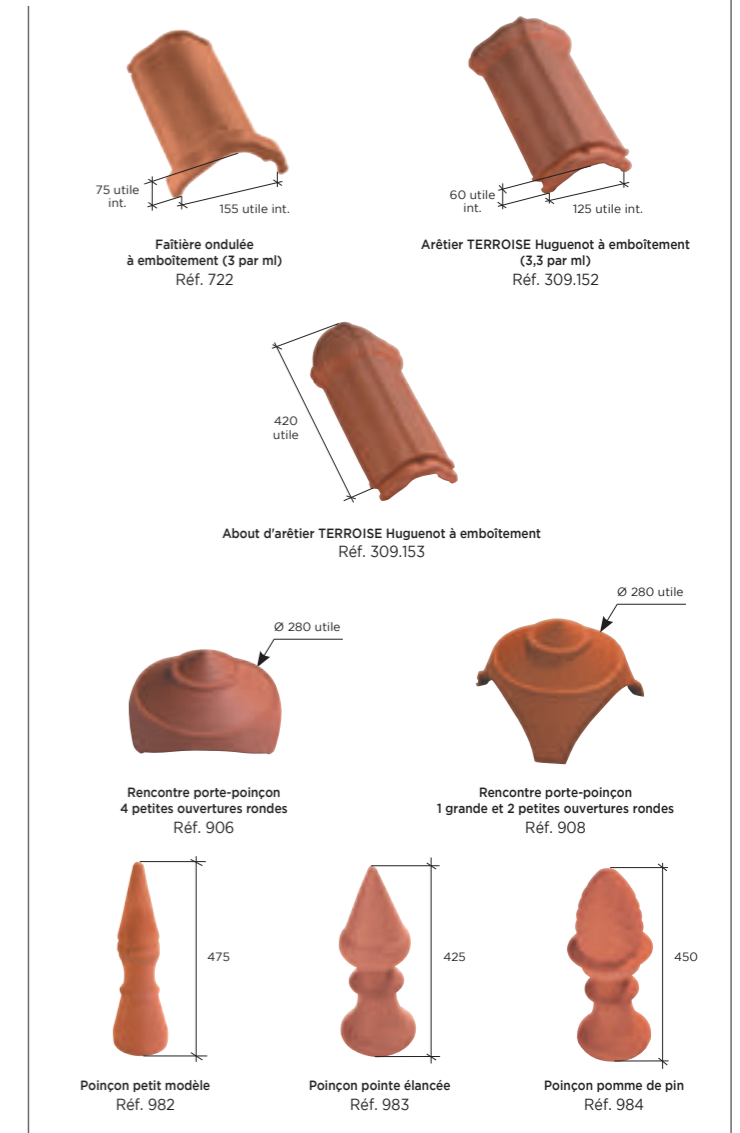 75 utile
int.
155 utile int.
Faîtière ondulée
à emboîtement (3 par ml)
Réf. 722
60 utile
int.
125 utile int.
Arêtier TERROISE Huguenot à emboîtement
(3,3 par ml)
Réf. 309.152
420
utile
About d'arêtier TERROISE Huguenot à emboîtement
Réf. 309.153
Ø 280 utile
Rencontre porte-poinçon
4 petites ouvertures rondes
Réf. 906
Ø 280 utile
Rencontre porte-poinçon
1 grande et 2 petites ouvertures rondes
Réf. 908
475
Poinçon petit modèle
Réf. 982
425
Poinçon pointe élancée
Réf. 983
450
Poinçon pomme de pin
Réf. 984